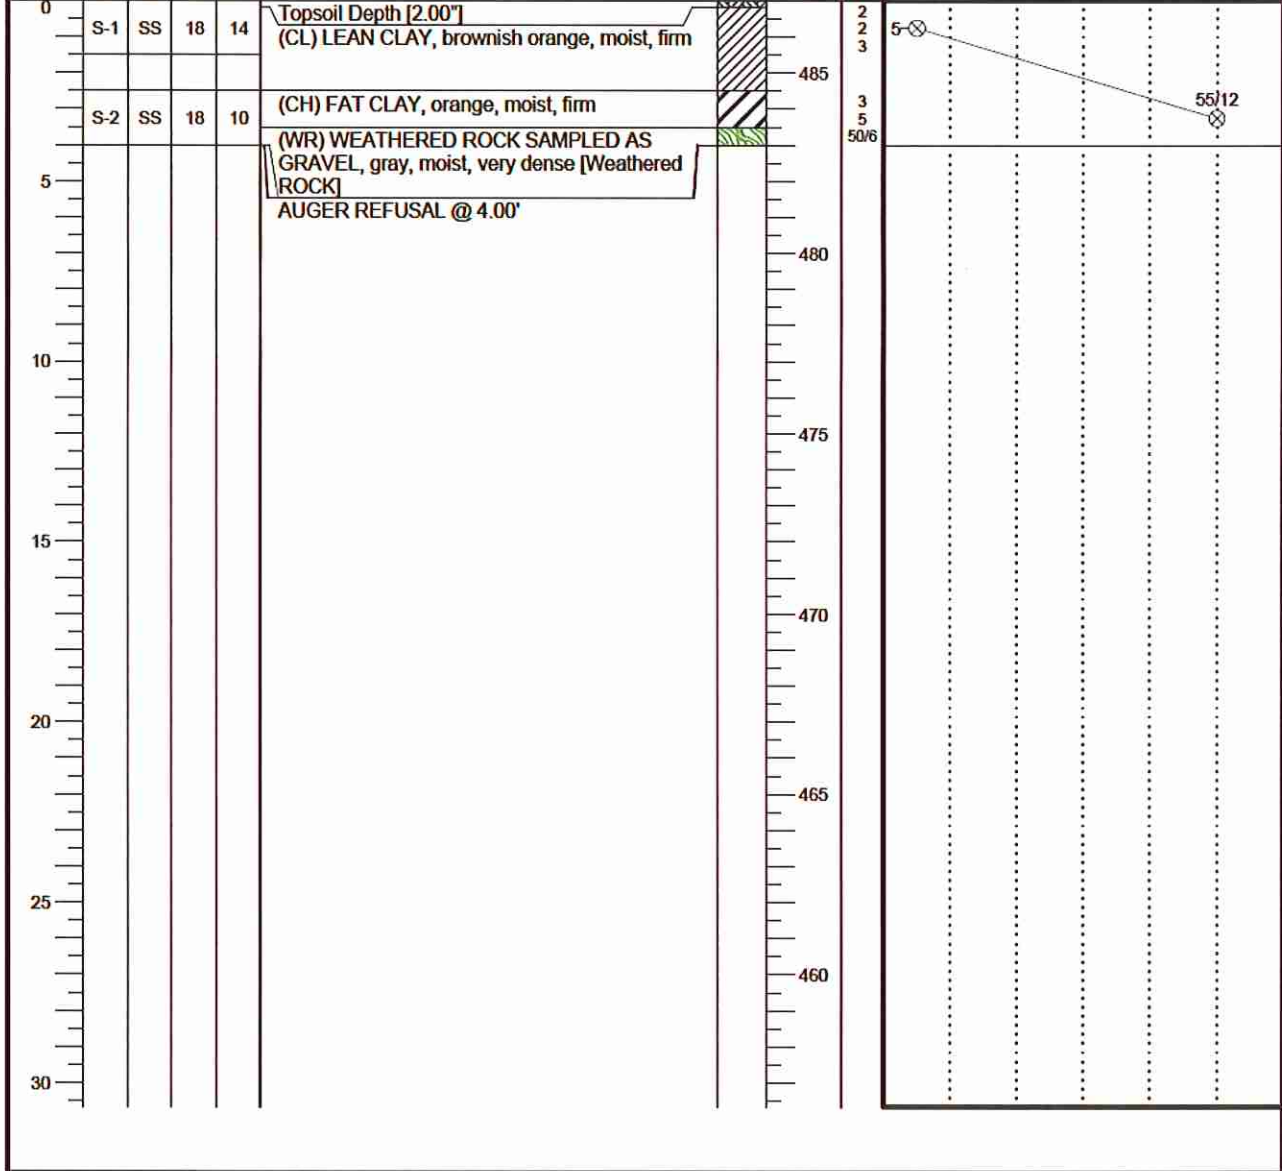 0
S-1 SS 18 14
Topsoil Depth [2.00"]
(CL) LEAN CLAY, brownish orange, moist, firm
2
2
3
5
485
S-2 SS 18 10
(CH) FAT CLAY, orange, moist, firm
3
5
50/6
55/12
(WR) WEATHERED ROCK SAMPLED AS
GRAVEL, gray, moist, very dense [Weathered
ROCK]
5
AUGER REFUSAL @ 4.00'
480
10
475
15
470
20
465
25
460
30